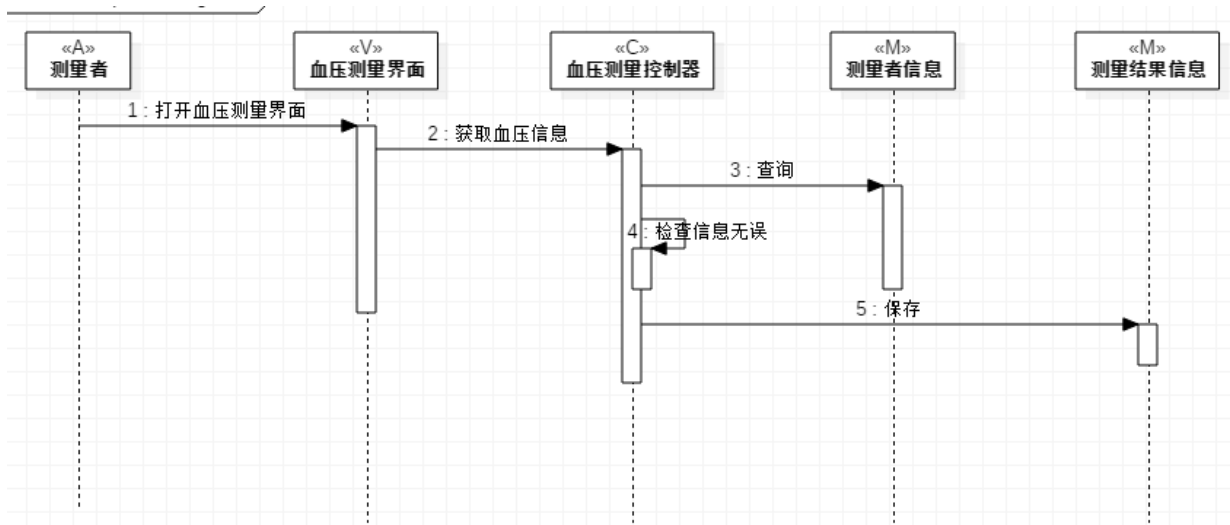 «A»
测量者
«V»
血压测量界面
«C»
血压测量控制器
«M»
测量者信息
«M»
测量结果信息
1 : 打开血压测量界面
2 : 获取血压信息
3 : 查询
4 : 检查信息无误
5 : 保存